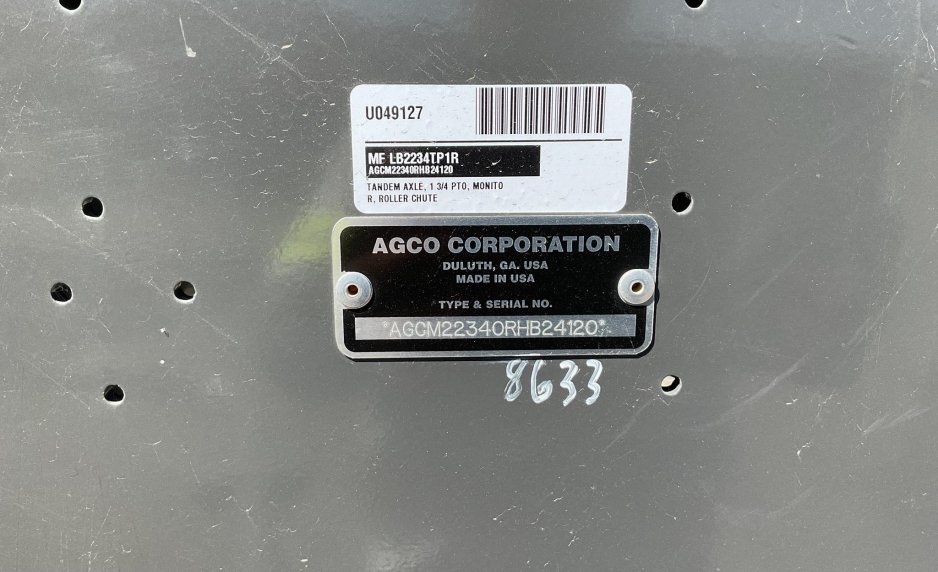 U049127
MF LB2234TP1R
AGCM22340RHB24120
TANDEM AXLE, 1 3/4 PTO, MONITO
R, ROLLER CHUTE
AGCO CORPORATION
DULUTH, GA. USA
MADE IN USA
TYPE & SERIAL NO.
*AGCM22340RHB24120*
8633